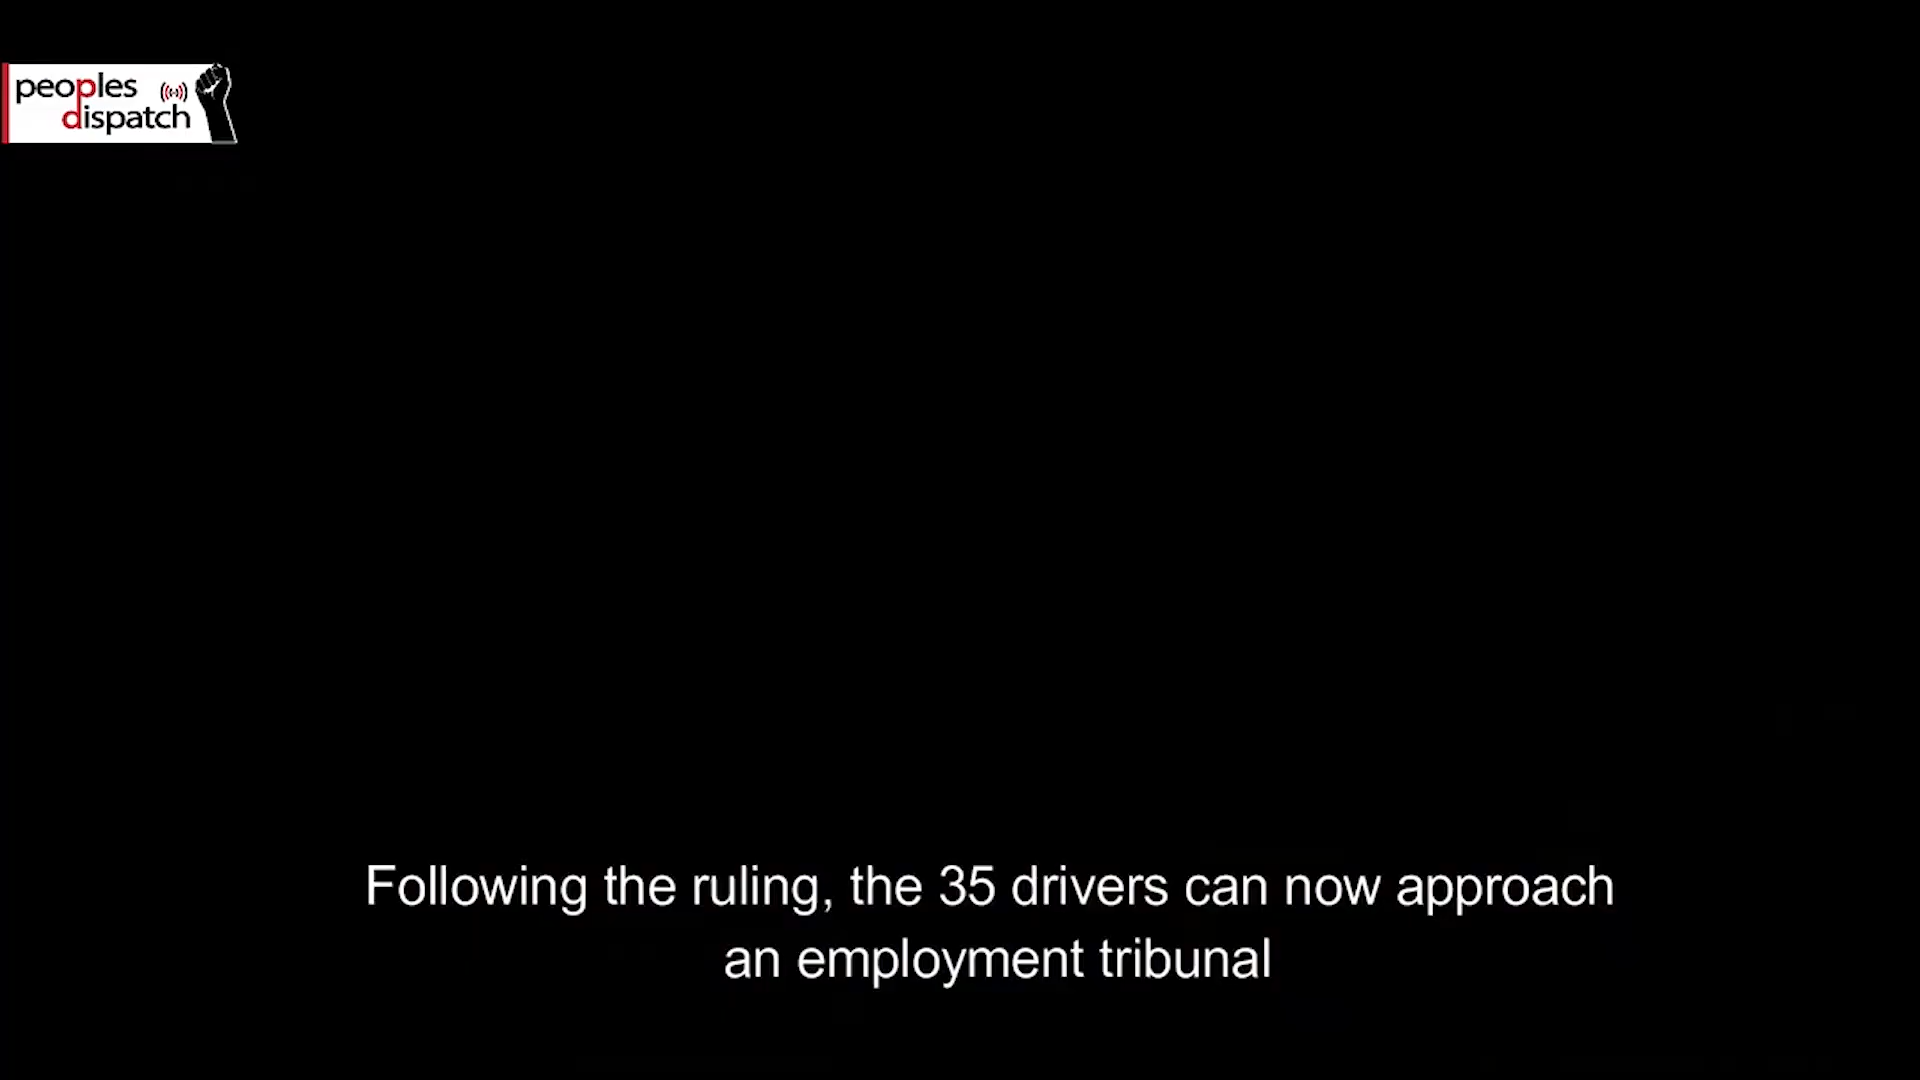 peoples
dispatch
Following the ruling, the 35 drivers can now approach
an employment tribunal